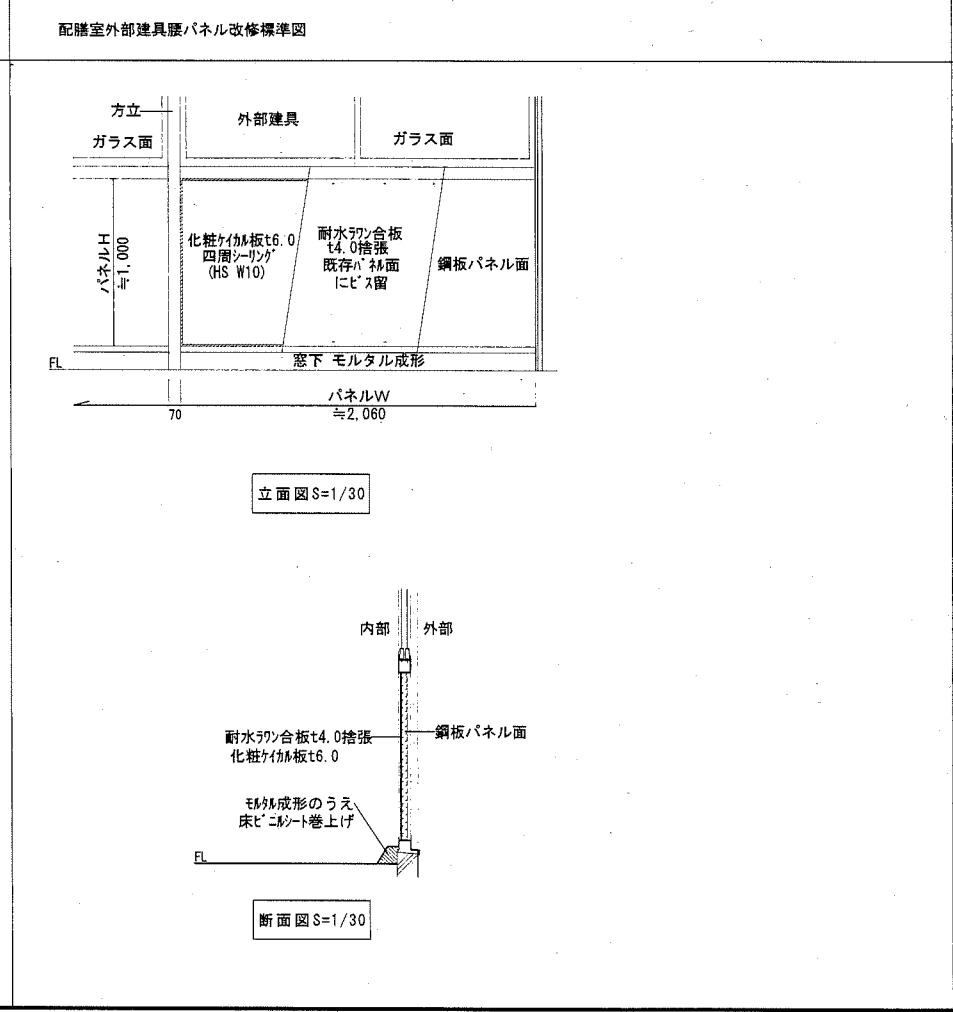 配膳室外部建具腰パネル改修標準図
方立
ガラス面
外部建具
ガラス面
パネルH
≒1,000
化粧ｹｲｶﾙ板t6.0
四周ｼｰﾘﾝｸﾞ
(HS W10)
耐水ﾗﾜﾝ合板
t4.0捨張
既存ﾊﾟﾈﾙ面
にﾋﾞｽ留
鋼板パネル面
FL
窓下 モルタル成形
パネルW
≒2,060
70
立面図S=1/30
内部
外部
耐水ﾗﾜﾝ合板t4.0捨張
化粧ｹｲｶﾙ板t6.0
鋼板パネル面
ﾓﾙﾀﾙ成形のうえ
床ﾋﾞﾆﾙｼｰﾄ巻上げ
FL
断面図S=1/30